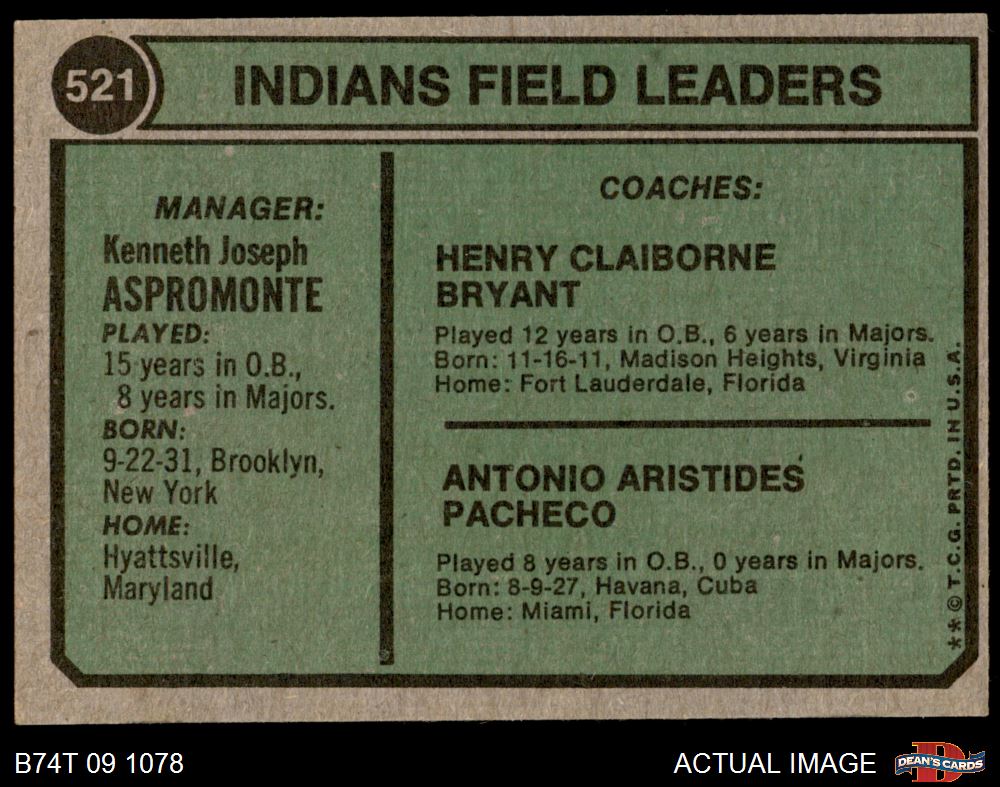 521
INDIANS FIELD LEADERS
MANAGER:
Kenneth Joseph
ASPROMONTE
PLAYED:
15 years in O.B.,
8 years in Majors.
BORN:
9-22-31, Brooklyn,
New York
HOME:
Hyattsville,
Maryland
COACHES:
HENRY CLAIBORNE
BRYANT
Played 12 years in O.B., 6 years in Majors.
Born: 11-16-11, Madison Heights, Virginia
Home: Fort Lauderdale, Florida
ANTONIO ARISTIDES
PACHECO
Played 8 years in O.B., 0 years in Majors.
Born: 8-9-27, Havana, Cuba
Home: Miami, Florida
**© T.C.G. PRTD. IN U.S.A.
B74T 09 1078
ACTUAL IMAGE
D
DEAN'S CARDS